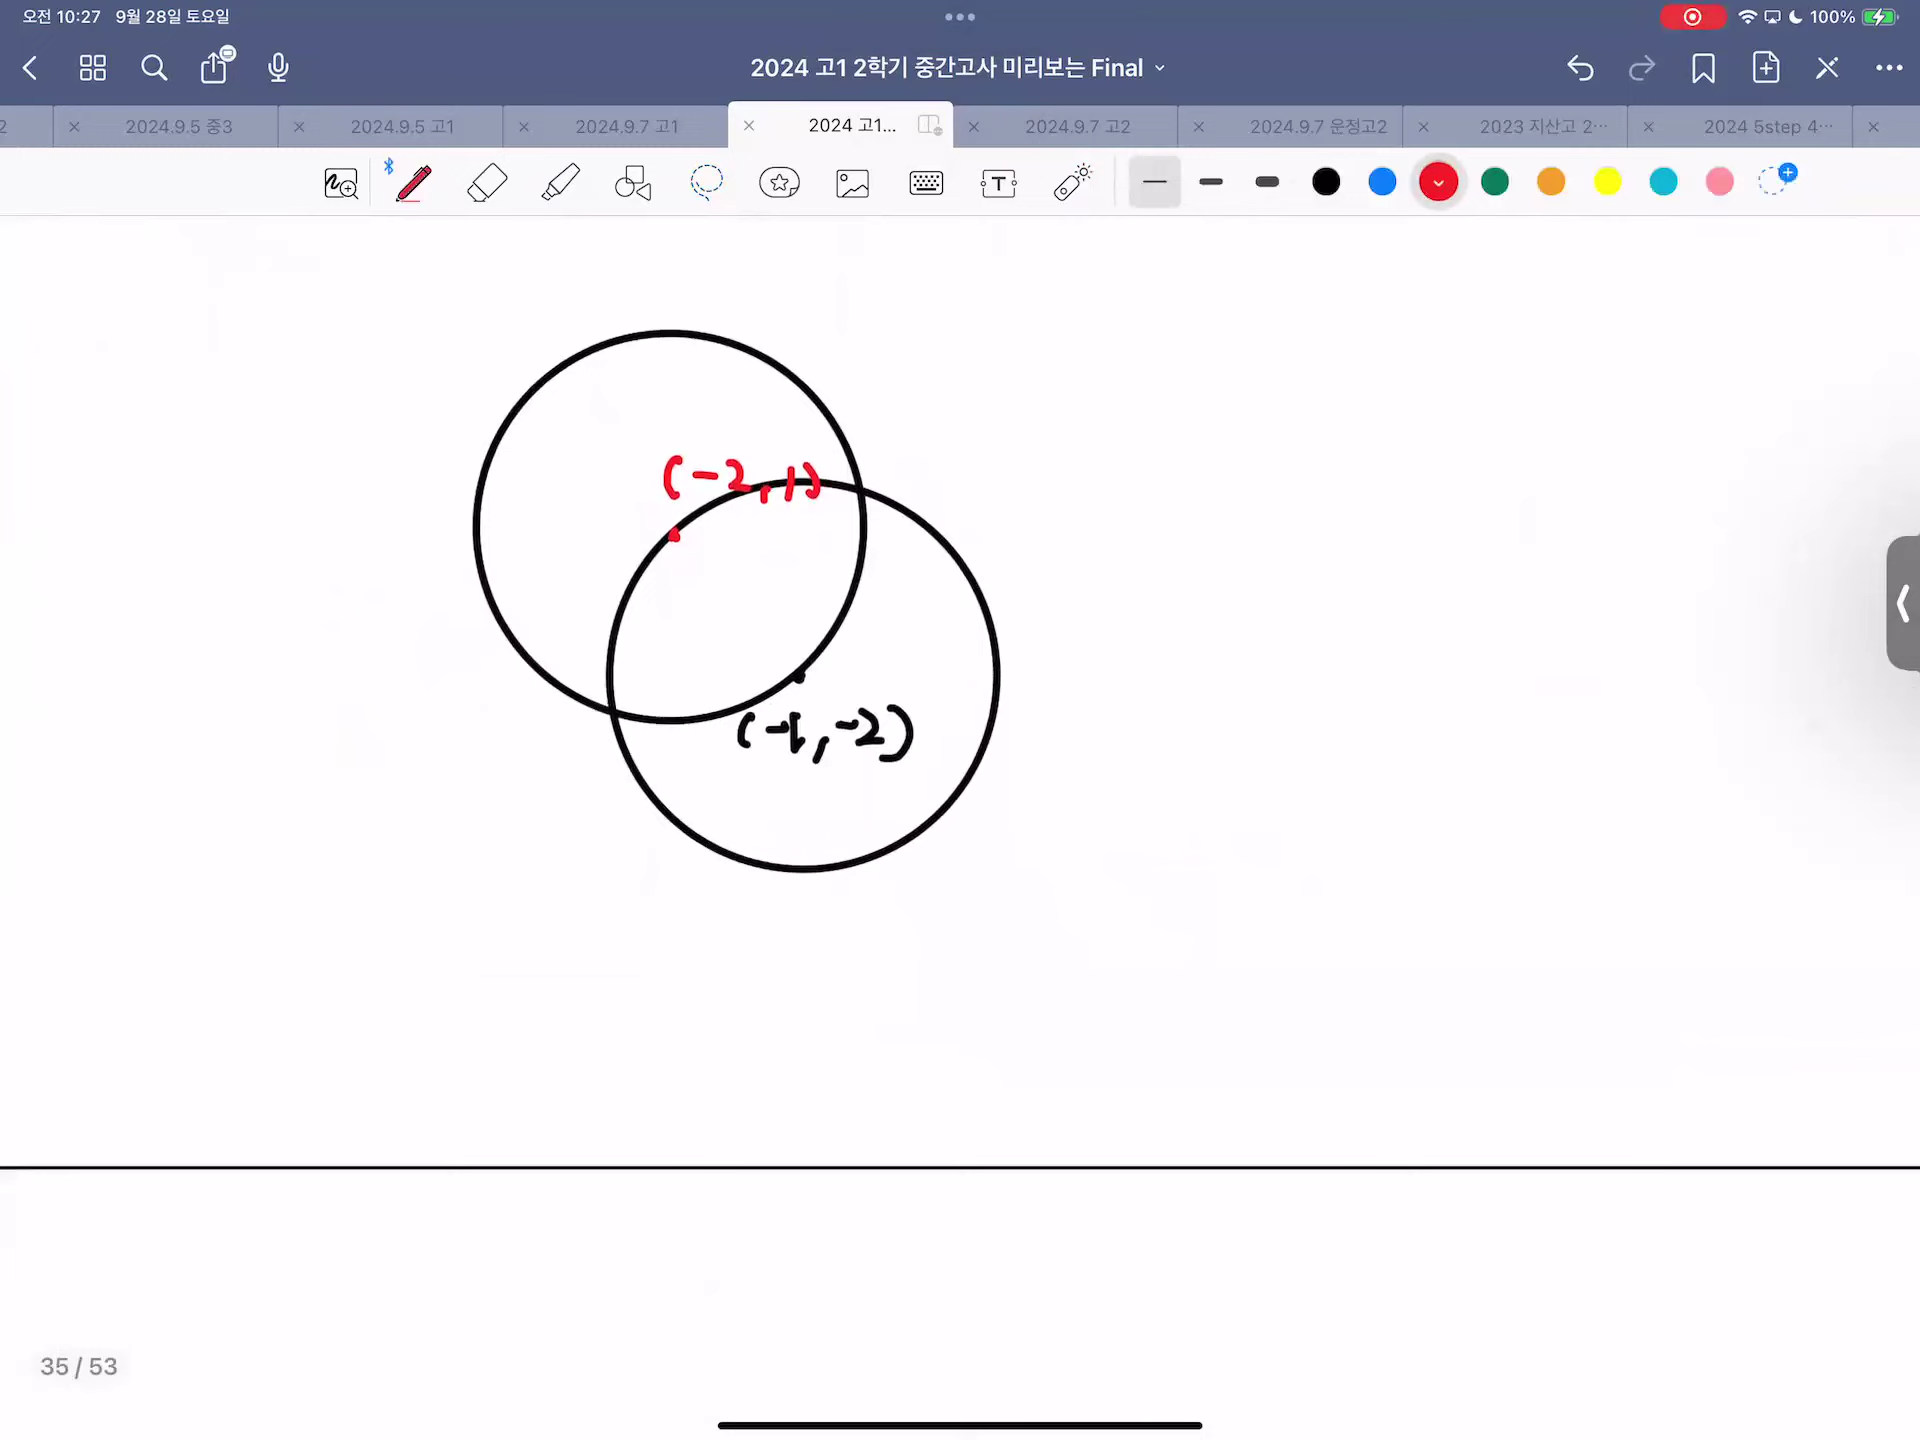 오전 10:27 9월 28일 토요일
100%
2024 고1 2학기 중간고사 미리보는 Final
2 2024.9.5 중3 2024.9.5 고1 2024.9.7 고1 2024 고1... 2024.9.7 고2 2024.9.7 운정고2 2023 지산고 2… 2024 5step 4…
T
(-2,1)
(-1,-2)
35 / 53